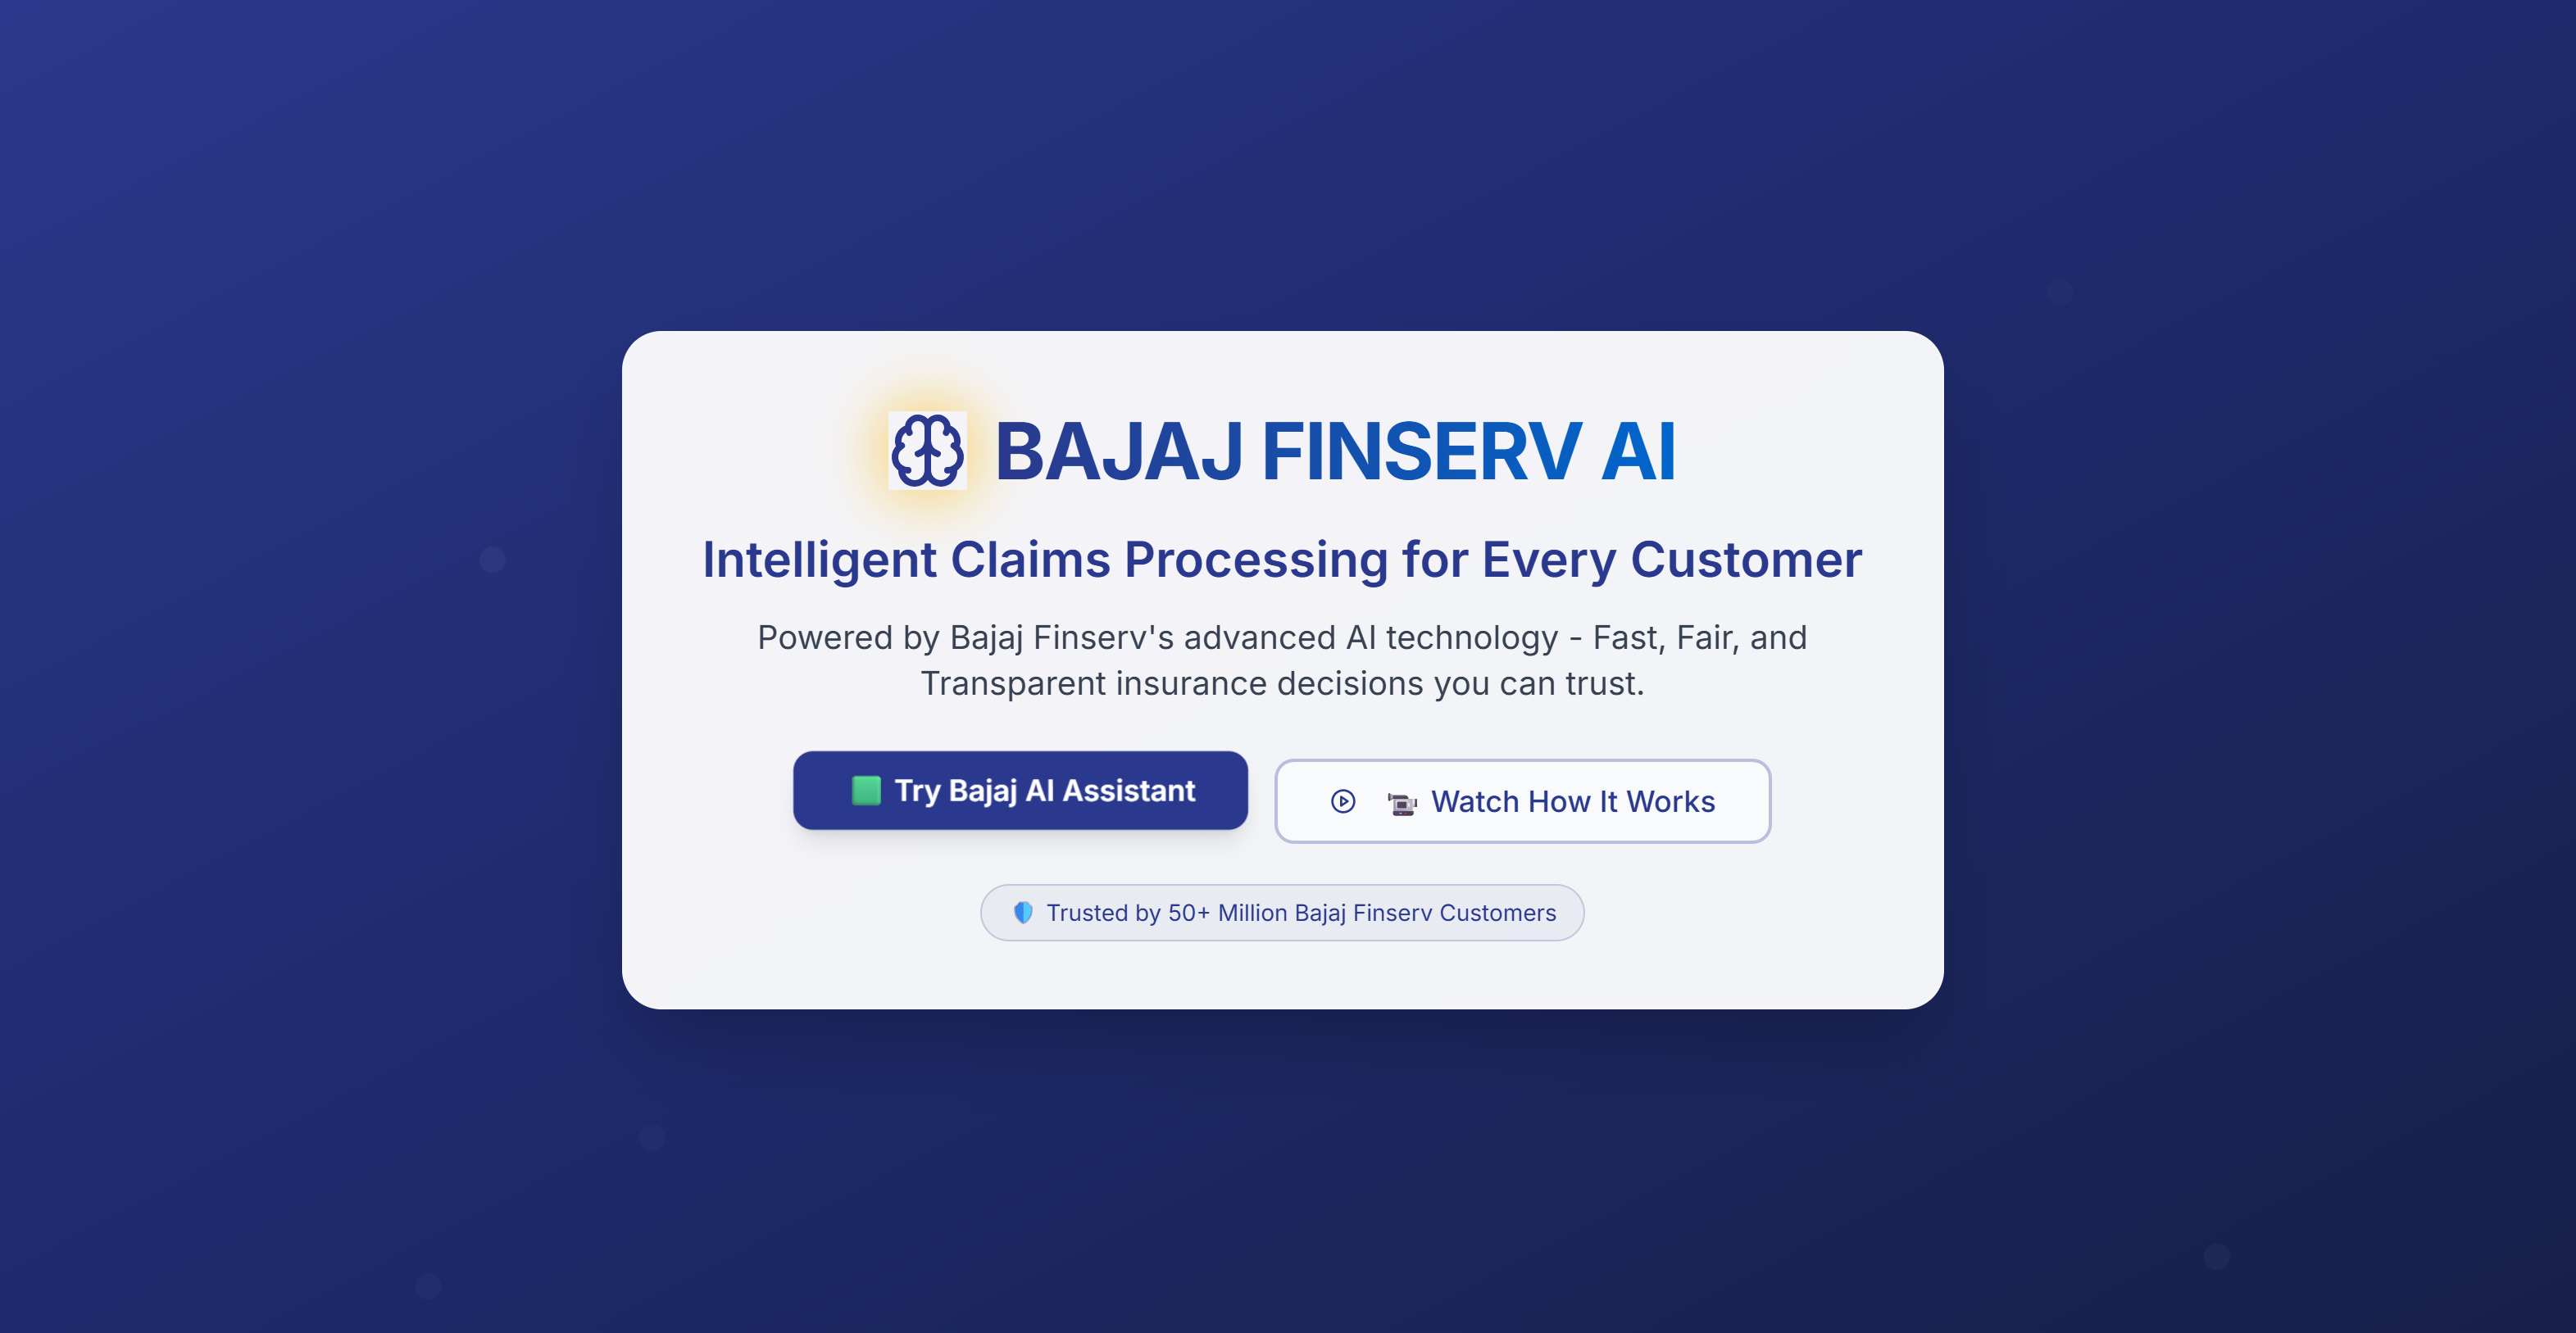 BAJAJ FINSERV AI
Intelligent Claims Processing for Every Customer
Powered by Bajaj Finserv's advanced AI technology - Fast, Fair, and
Transparent insurance decisions you can trust.
Try Bajaj AI Assistant
Watch How It Works
Trusted by 50+ Million Bajaj Finserv Customers